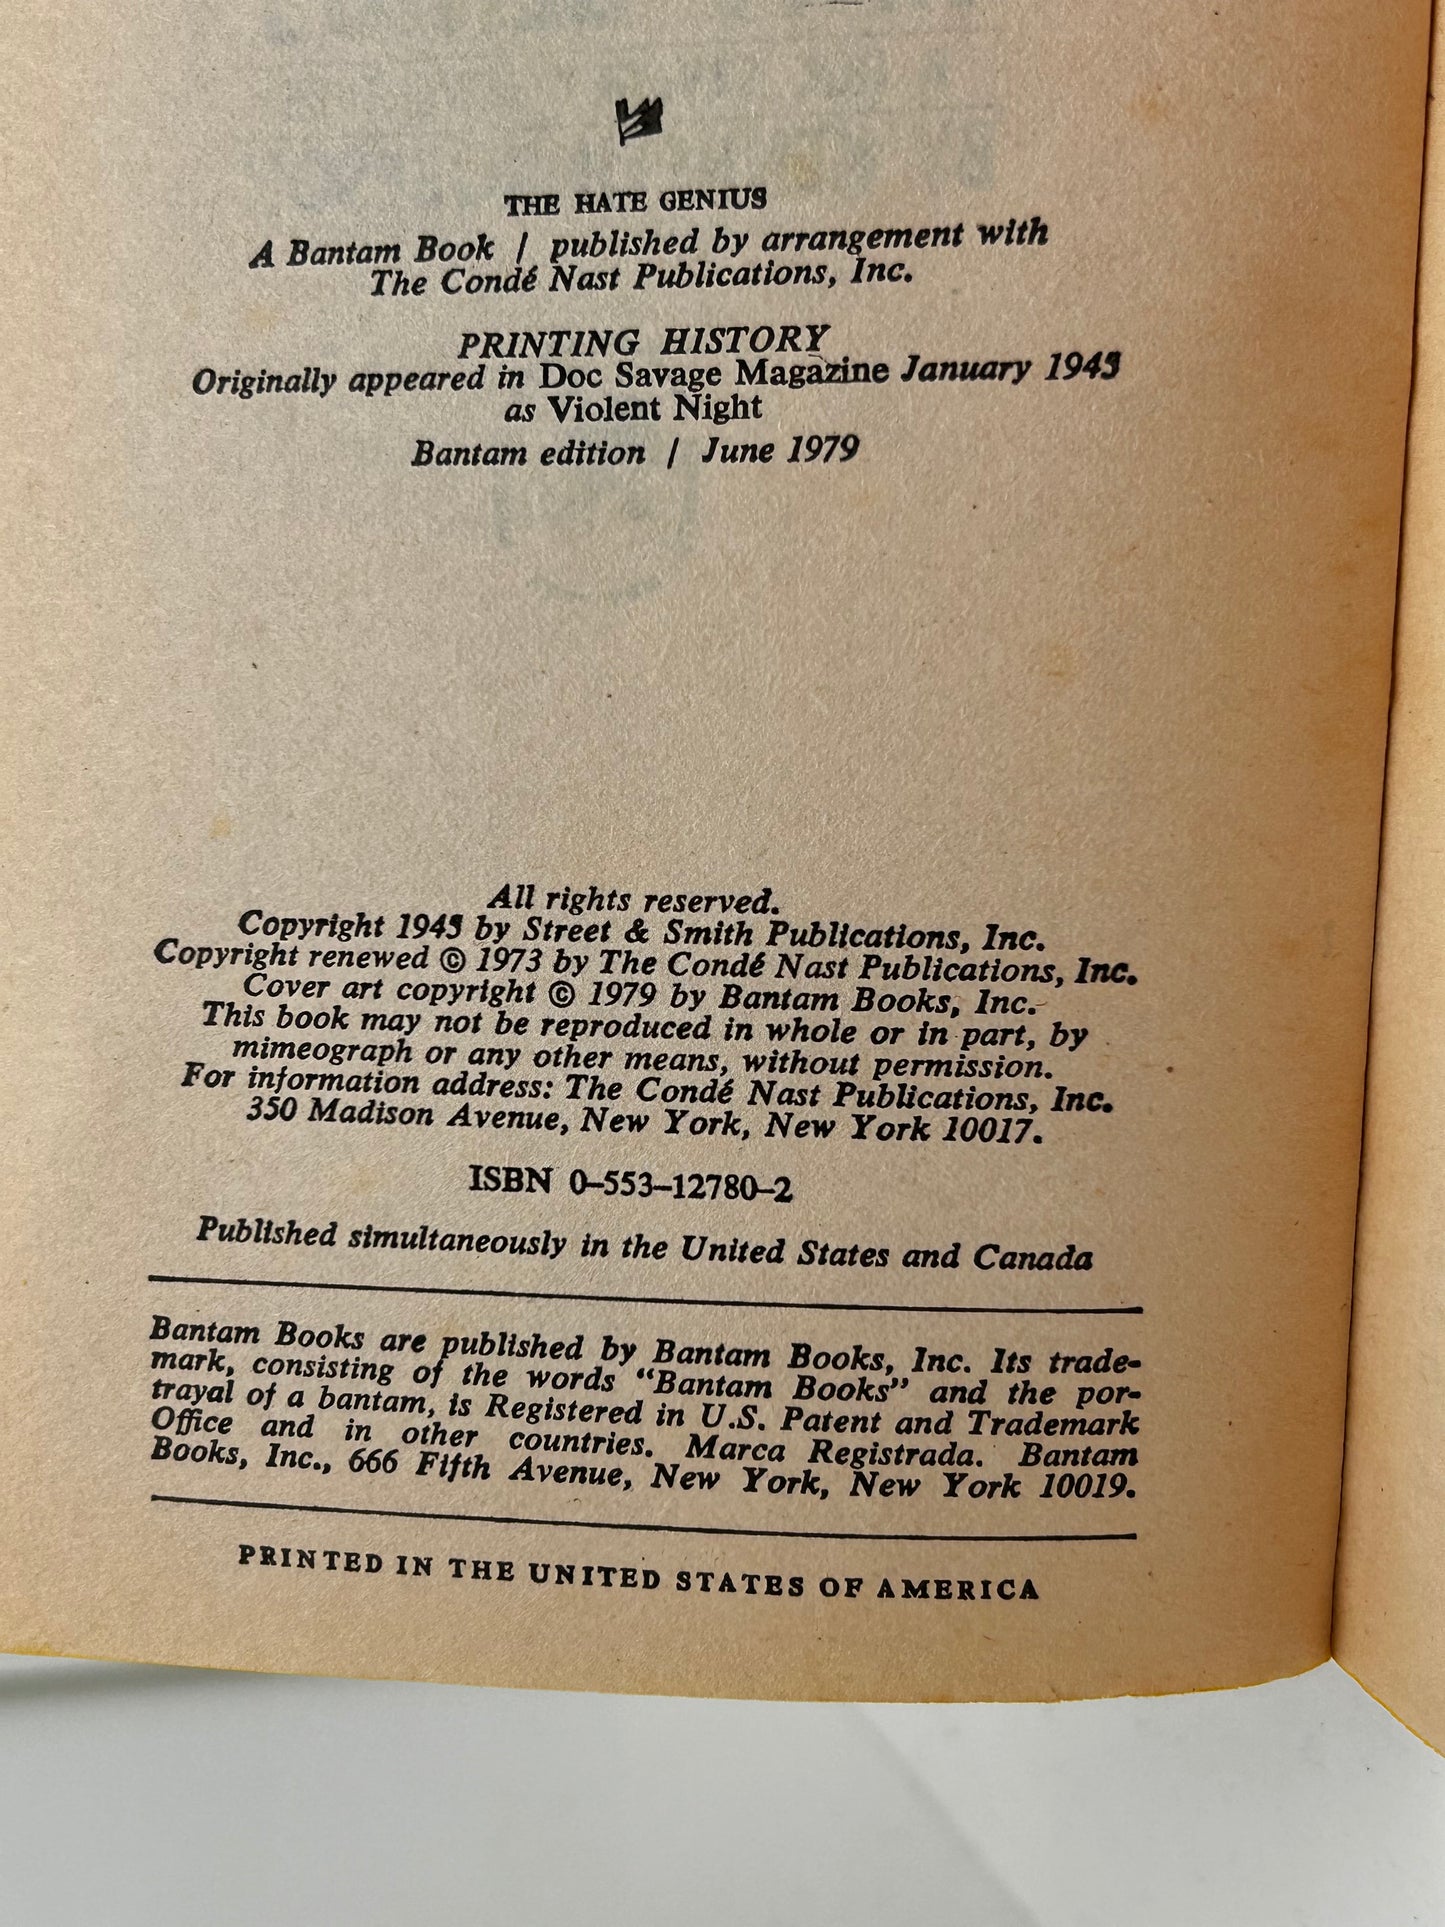 THE HATE GENIUS
A Bantam Book / published by arrangement with
The Condé Nast Publications, Inc.
PRINTING HISTORY
Originally appeared in Doc Savage Magazine January 1945
as Violent Night
Bantam edition / June 1979
All rights reserved.
Copyright 1945 by Street & Smith Publications, Inc.
Copyright renewed © 1973 by The Condé Nast Publications, Inc.
Cover art copyright © 1979 by Bantam Books, Inc.
This book may not be reproduced in whole or in part, by
mimeograph or any other means, without permission.
For information address: The Condé Nast Publications, Inc.
350 Madison Avenue, New York, New York 10017.
ISBN 0–553–12780–2
Published simultaneously in the United States and Canada
Bantam Books are published by Bantam Books, Inc. Its trade-
mark, consisting of the words "Bantam Books" and the por-
trayal of a bantam, is Registered in U.S. Patent and Trademark
Office and in other countries. Marca Registrada. Bantam
Books, Inc., 666 Fifth Avenue, New York, New York 10019.
PRINTED IN THE UNITED STATES OF AMERICA